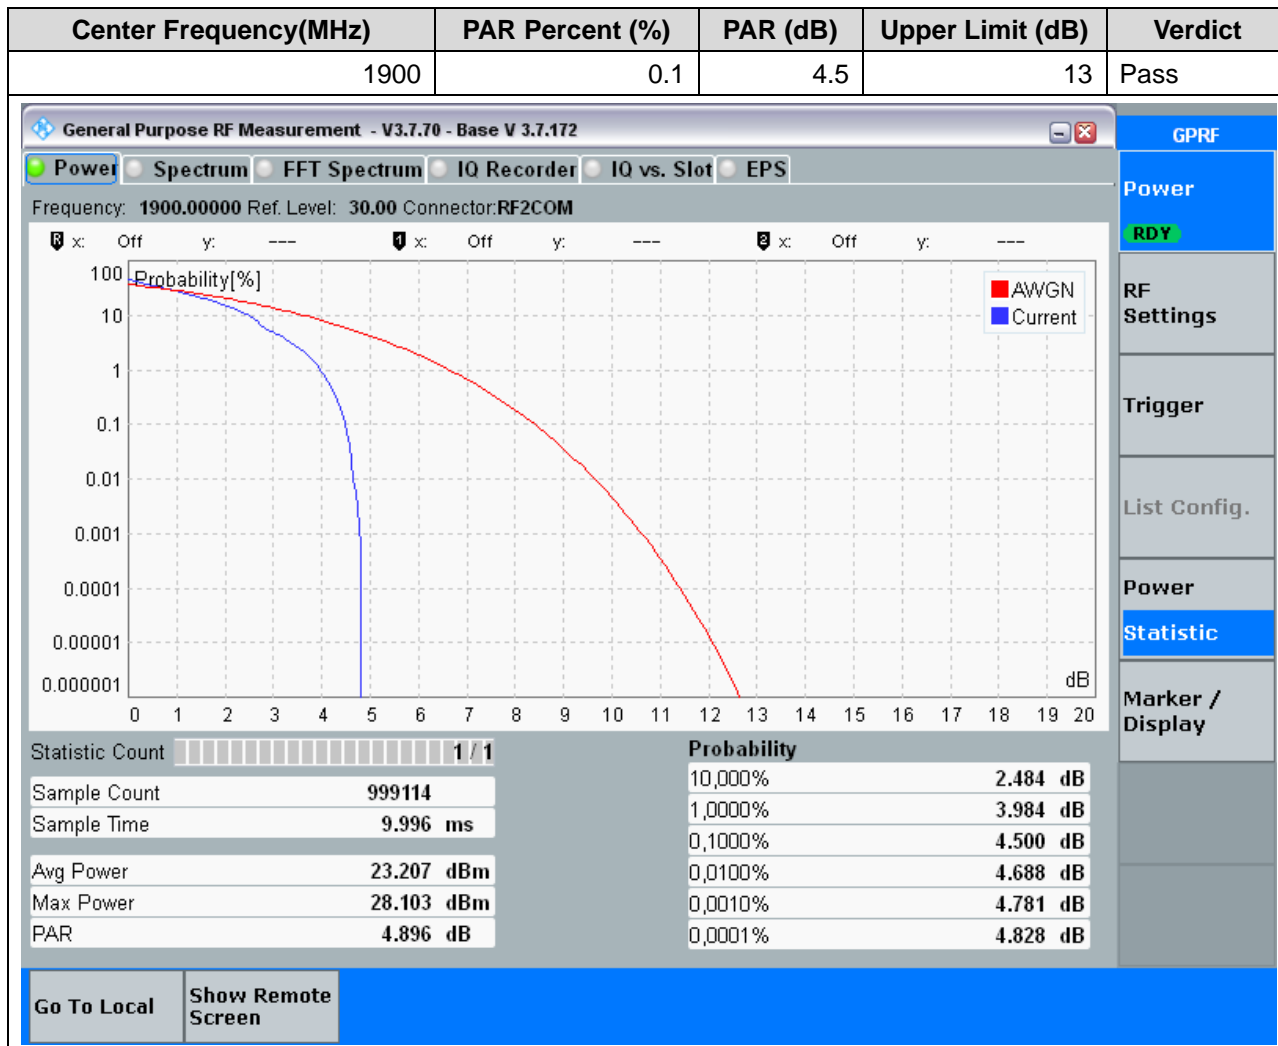 Center Frequency(MHz) PAR Percent (%) PAR (dB) Upper Limit (dB) Verdict
1900 0.1 4.5 13 Pass
General Purpose RF Measurement - V3.7.70 - Base V 3.7.172
GPRF
Power Spectrum FFT Spectrum IQ Recorder IQ vs. Slot EPS
Power
RDY
Frequency: 1900.00000 Ref. Level: 30.00 Connector:RF2COM
R x: Off y: --- 1 x: Off y: --- 2 x: Off y: ---
Probability[%]
AWGN
Current
100
10
1
0.1
0.01
0.001
0.0001
0.00001
0.000001
dB
0 1 2 3 4 5 6 7 8 9 10 11 12 13 14 15 16 17 18 19 20
RF
Settings
Trigger
List Config.
Power
Statistic
Marker /
Display
Statistic Count 1 / 1
Sample Count 999114
Sample Time 9.996 ms
Avg Power 23.207 dBm
Max Power 28.103 dBm
PAR 4.896 dB
Probability
10,000% 2.484 dB
1,0000% 3.984 dB
0,1000% 4.500 dB
0,0100% 4.688 dB
0,0010% 4.781 dB
0,0001% 4.828 dB
Go To Local
Show Remote
Screen